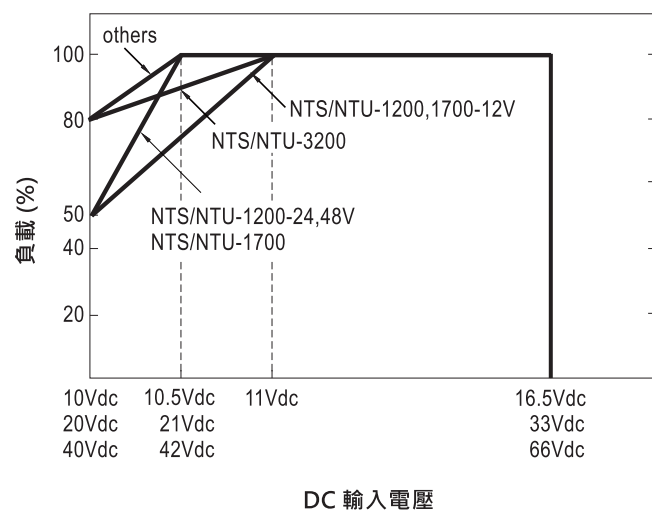 others
100
80
50
40
20
負載 (%)
NTS/NTU-1200,1700-12V
NTS/NTU-3200
NTS/NTU-1200-24,48V
NTS/NTU-1700
10Vdc 10.5Vdc 11Vdc 16.5Vdc
20Vdc 21Vdc 33Vdc
40Vdc 42Vdc 66Vdc
DC 輸入電壓